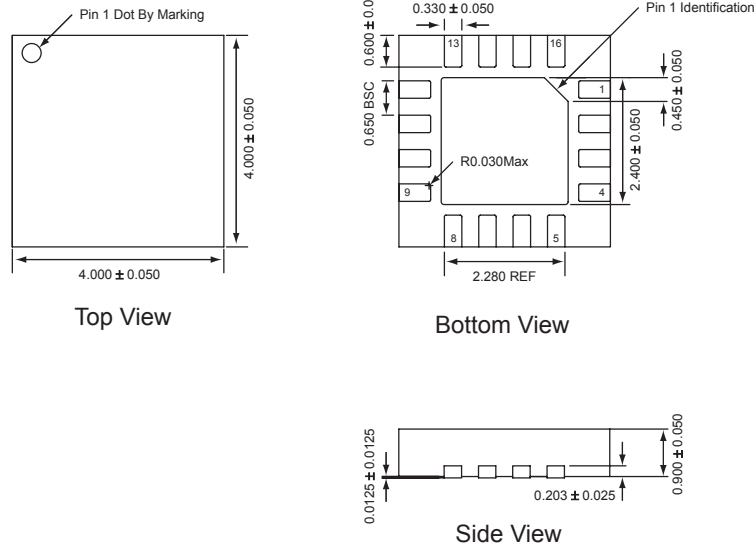 Pin 1 Dot By Marking
4.000 ± 0.050
4.000 ± 0.050
Top View
0.330 ± 0.050
Pin 1 Identification
0.600 ± 0.0
13
16
0.650 BSC
1
0.450 ± 0.050
R0.030Max
2.400 ± 0.050
9
4
8
5
2.280 REF
Bottom View
0.0125 ± 0.0125
0.203 ± 0.025
0.900 ± 0.050
Side View